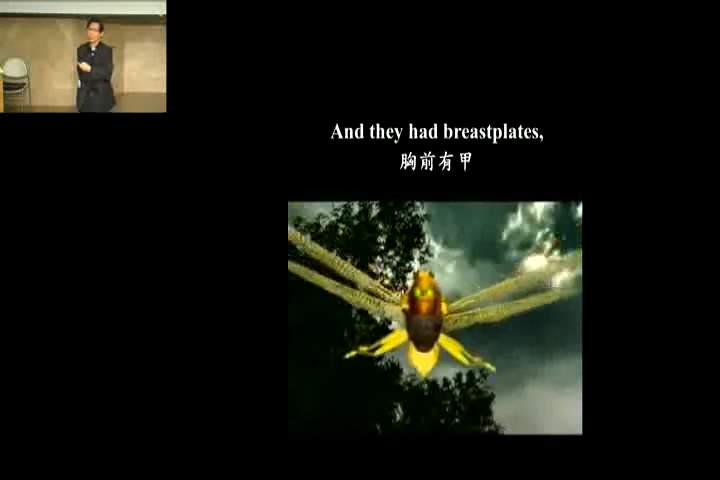 And they had breastplates,
胸前有甲